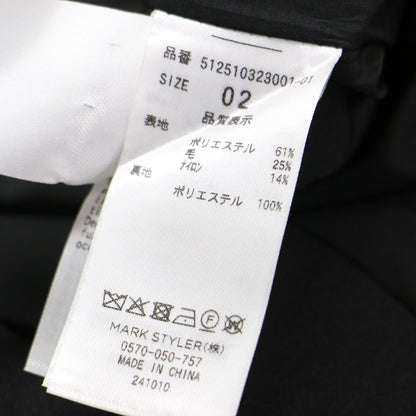 品番 512510323001-01
SIZE 02
品質表示
表地
ポリエステル 61%
毛 25%
ナイロン 14%
裏地
ポリエステル 100%
MARK STYLER(株)
0570-050-757
MADE IN CHINA
241010